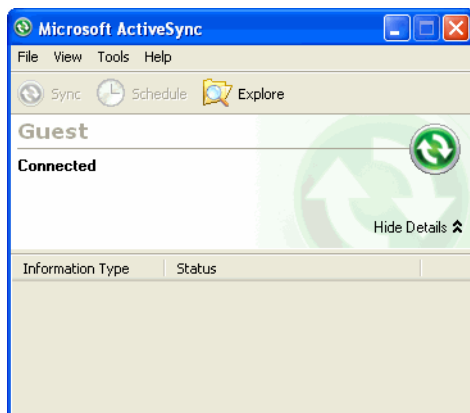 Microsoft ActiveSync
File View Tools Help
Sync Schedule Explore
Guest
Connected
Hide Details
Information Type Status